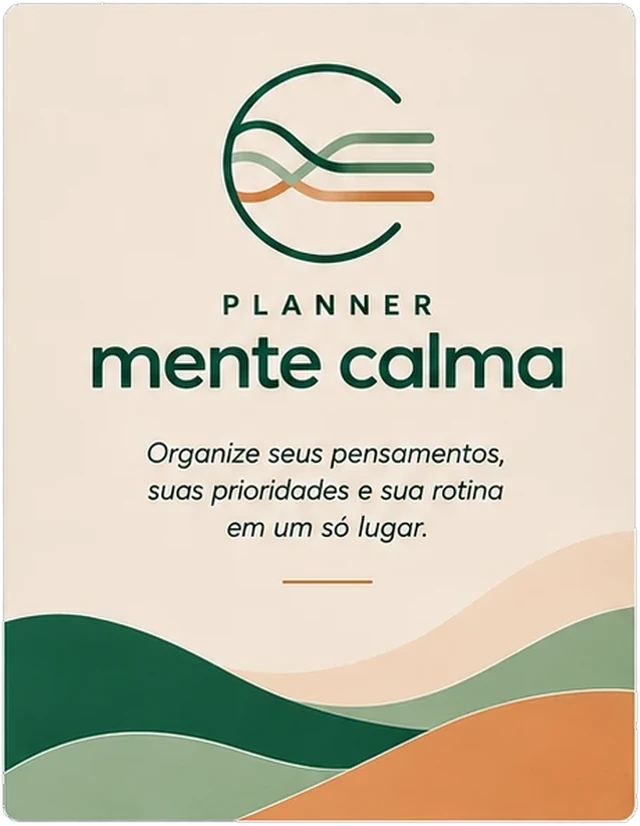 PLANNER
mente calma
Organize seus pensamentos,
suas prioridades e sua rotina
em um só lugar.